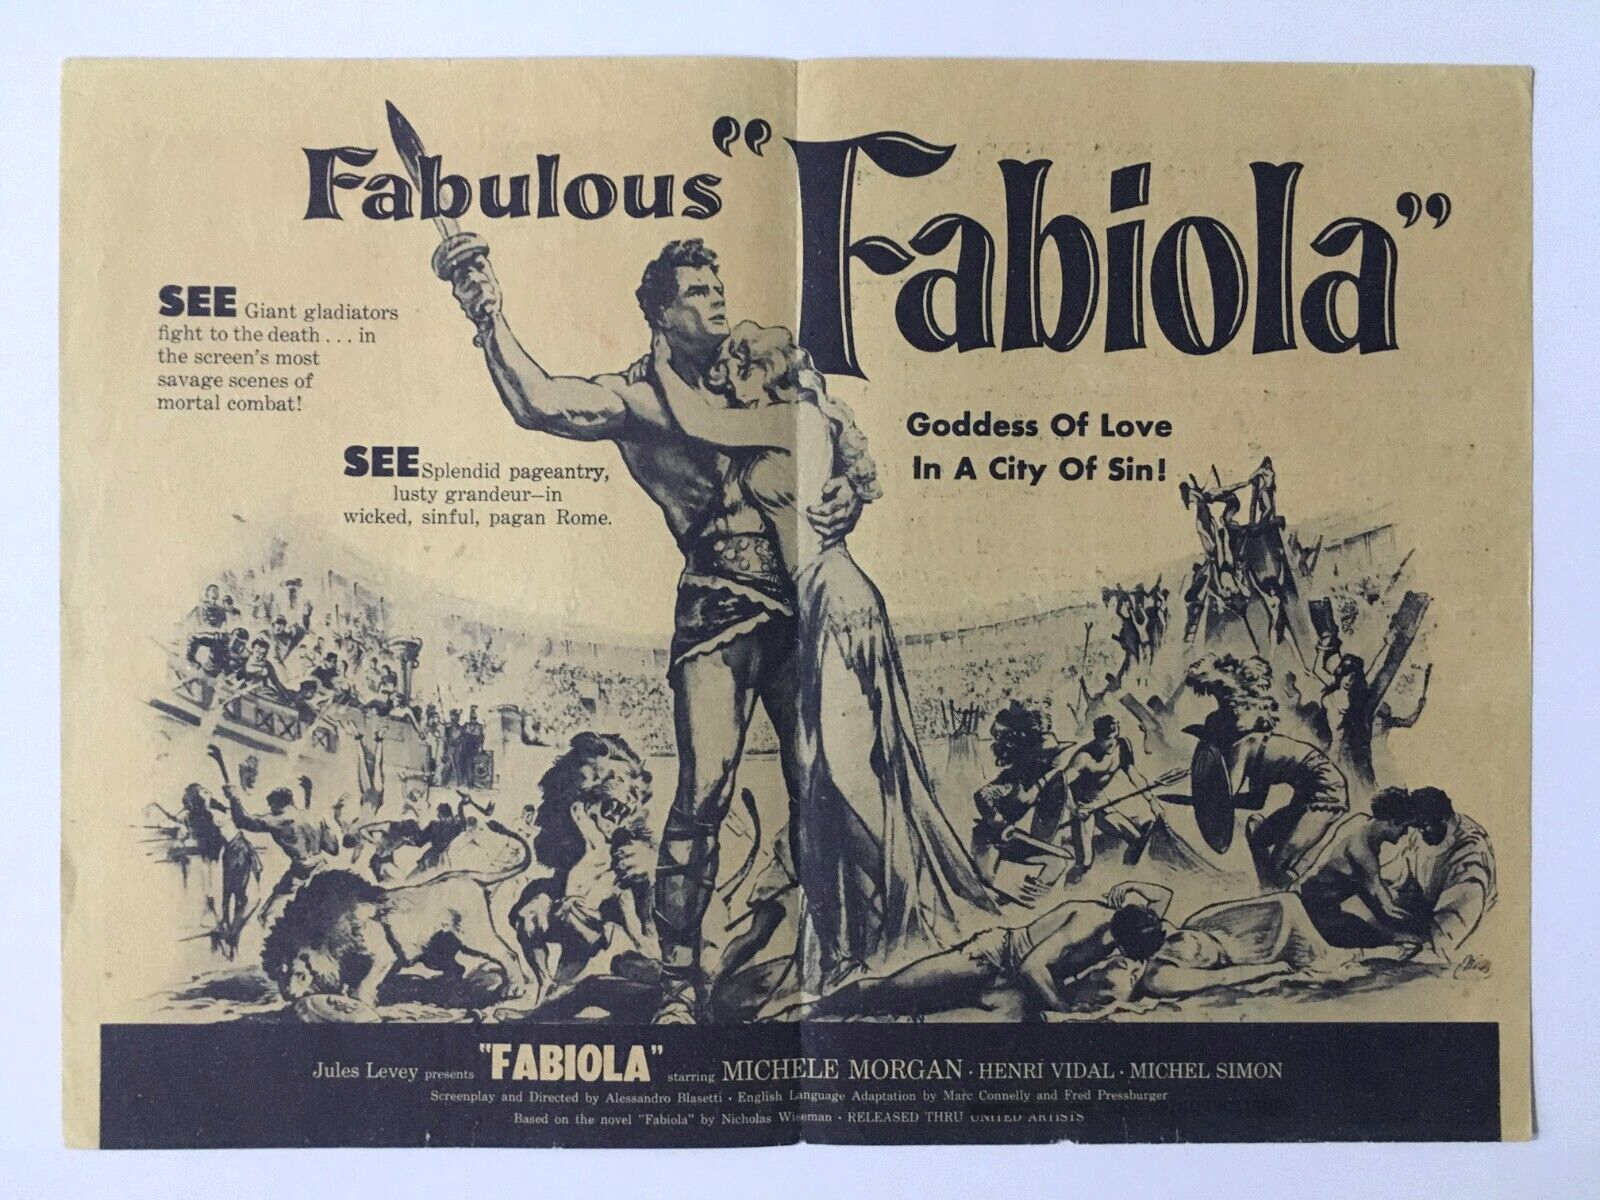 Fabulous "Fabiola"
SEE Giant gladiators
fight to the death . . . in
the screen's most
savage scenes of
mortal combat!
SEE Splendid pageantry,
lusty grandeur—in
wicked, sinful, pagan Rome.
Goddess Of Love
In A City Of Sin!
Jules Levey presents "FABIOLA" starring MICHELE MORGAN · HENRI VIDAL · MICHEL SIMON
Screenplay and Directed by Alessandro Blasetti · English Language Adaptation by Marc Connelly and Fred Pressburger
Based on the novel "Fabiola" by Nicholas Wiseman · RELEASED THRU UNITED ARTISTS